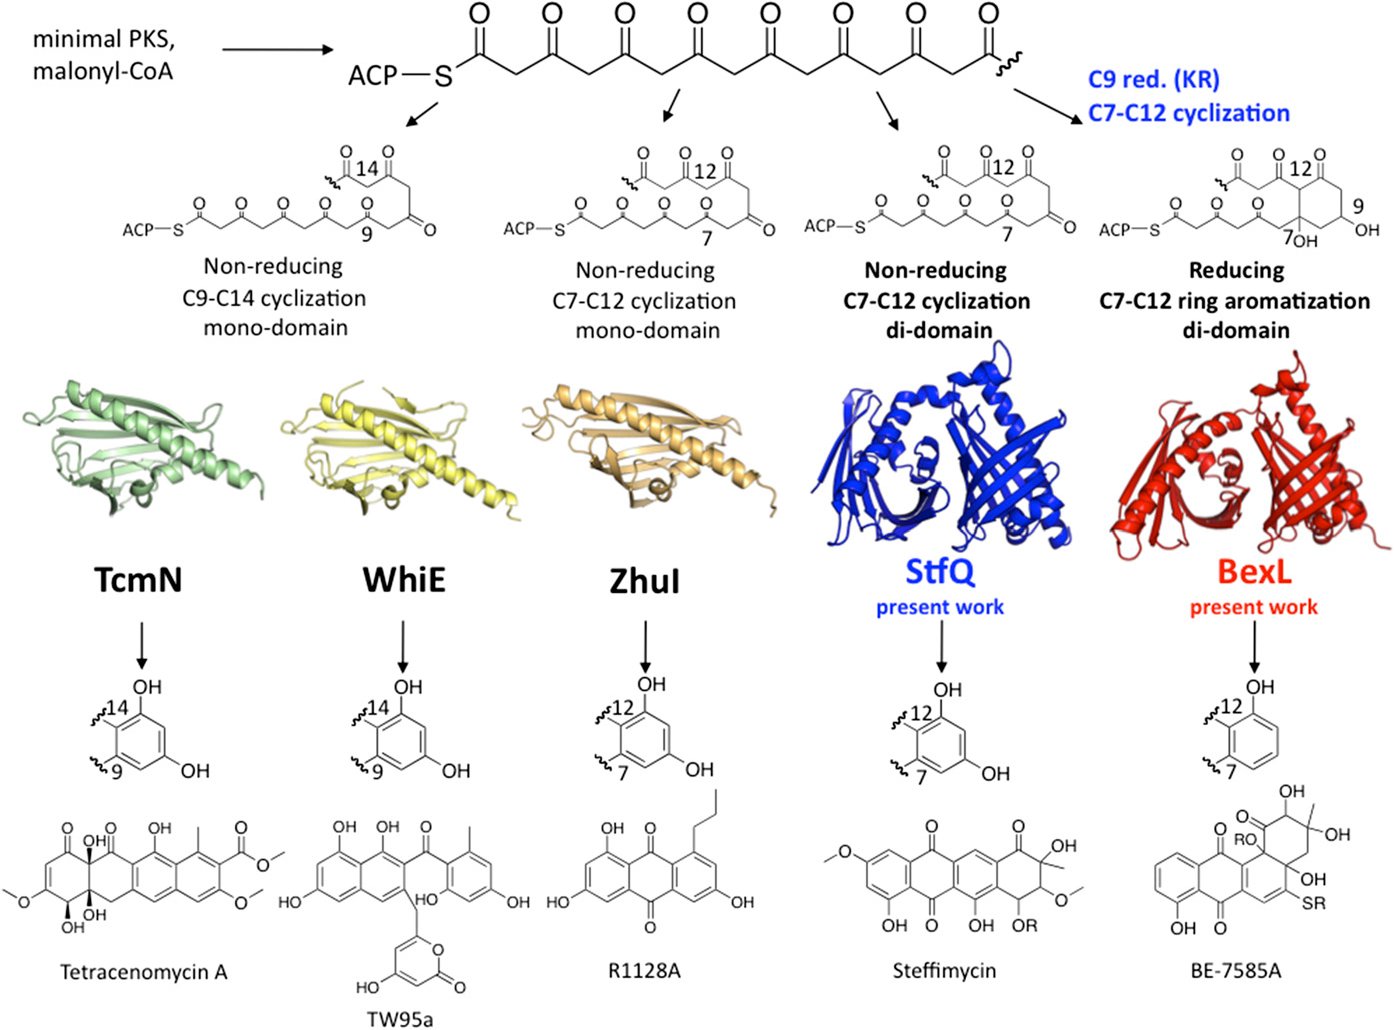 minimal PKS,
malonyl-CoA
O O O O O O O O
ACP S
C9 red. (KR)
C7-C12 cyclization
O 14 O
O O O O O O
ACP S 9
O O 12 O
O O O O O
ACP S 7
O O 12 O
O O O O O
ACP S 7
O O 12 O
O O O 9
ACP S 7 OH OH
Non-reducing
C9-C14 cyclization
mono-domain
Non-reducing
C7-C12 cyclization
mono-domain
Non-reducing
C7-C12 cyclization
di-domain
Reducing
C7-C12 ring aromatization
di-domain
TcmN
WhiE
ZhuI
StfQ
present work
BexL
present work
OH
14
9 OH
OH
14
9 OH
OH
12
7 OH
OH
12
7 OH
OH
12
7
O OH O OH O
O
O OH OH O
Tetracenomycin A
OH OH O
HO HO OH
O
HO O
TW95a
OH O
HO OH
O
R1128A
O O O OH
O
OH O OH OR
Steffimycin
OH
O OH
O RO
OH
SR
OH O
BE-7585A